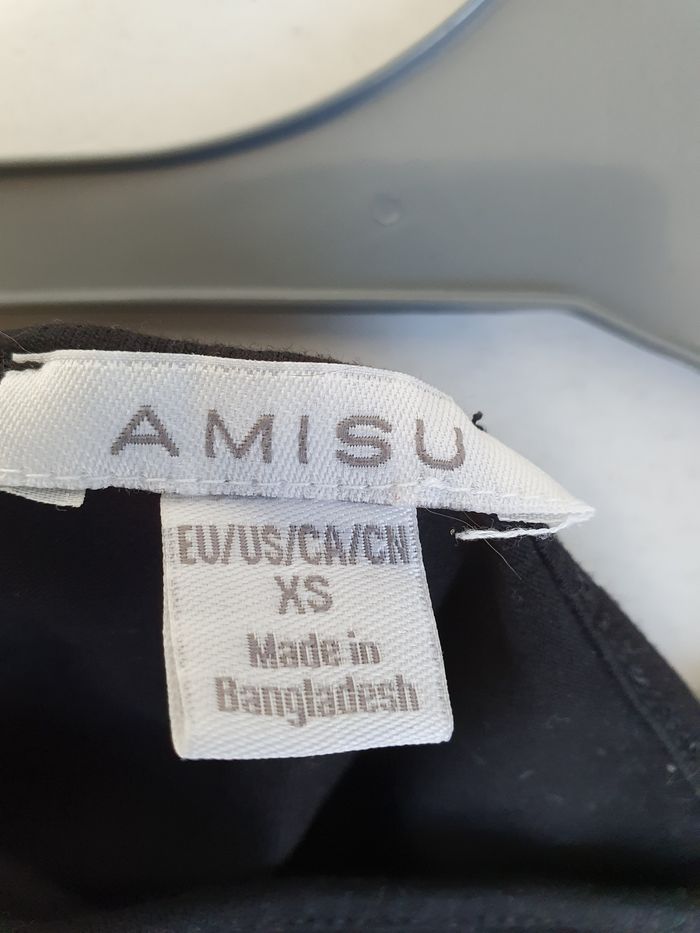 AMISU
EU/US/CA/CN
XS
Made in
Bangladesh